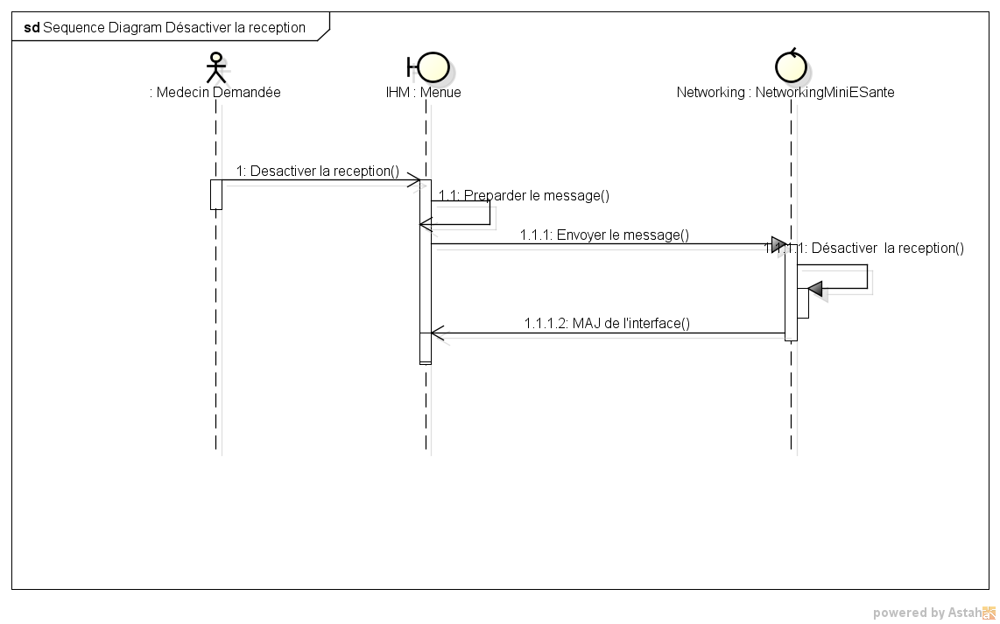 sd Sequence Diagram Désactiver la reception
: Medecin Demandée
IHM : Menue
Networking : NetworkingMiniESante
1: Desactiver la reception()
1.1: Preparder le message()
1.1.1: Envoyer le message()
1.1.1.1: Désactiver la reception()
1.1.1.2: MAJ de l'interface()
powered by Astah